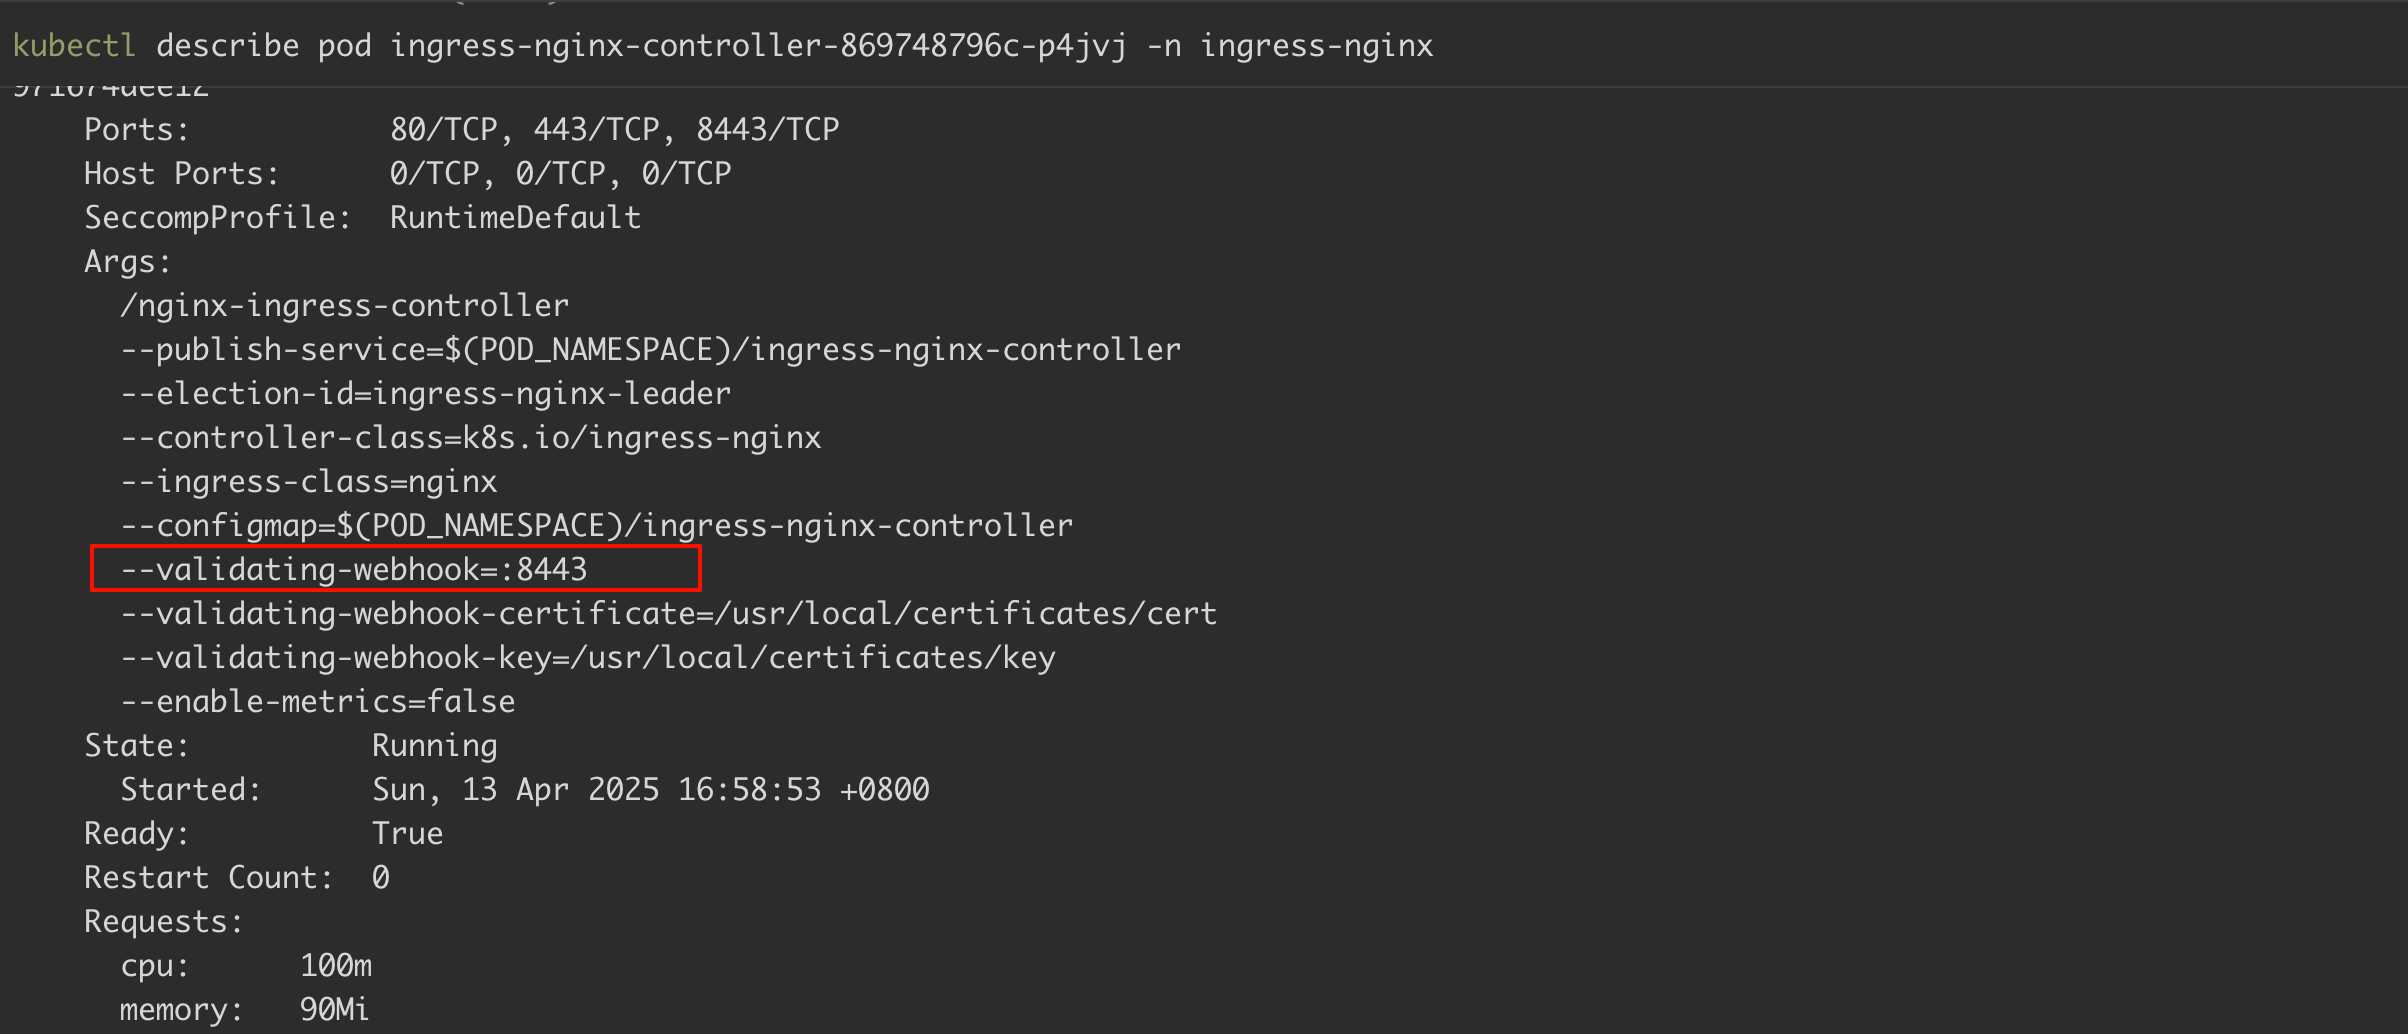 kubectl describe pod ingress-nginx-controller-869748796c-p4jvj -n ingress-nginx
Ports: 80/TCP, 443/TCP, 8443/TCP
Host Ports: 0/TCP, 0/TCP, 0/TCP
SeccompProfile: RuntimeDefault
Args:
/nginx-ingress-controller
--publish-service=$(POD_NAMESPACE)/ingress-nginx-controller
--election-id=ingress-nginx-leader
--controller-class=k8s.io/ingress-nginx
--ingress-class=nginx
--configmap=$(POD_NAMESPACE)/ingress-nginx-controller
--validating-webhook=:8443
--validating-webhook-certificate=/usr/local/certificates/cert
--validating-webhook-key=/usr/local/certificates/key
--enable-metrics=false
State: Running
Started: Sun, 13 Apr 2025 16:58:53 +0800
Ready: True
Restart Count: 0
Requests:
cpu: 100m
memory: 90Mi